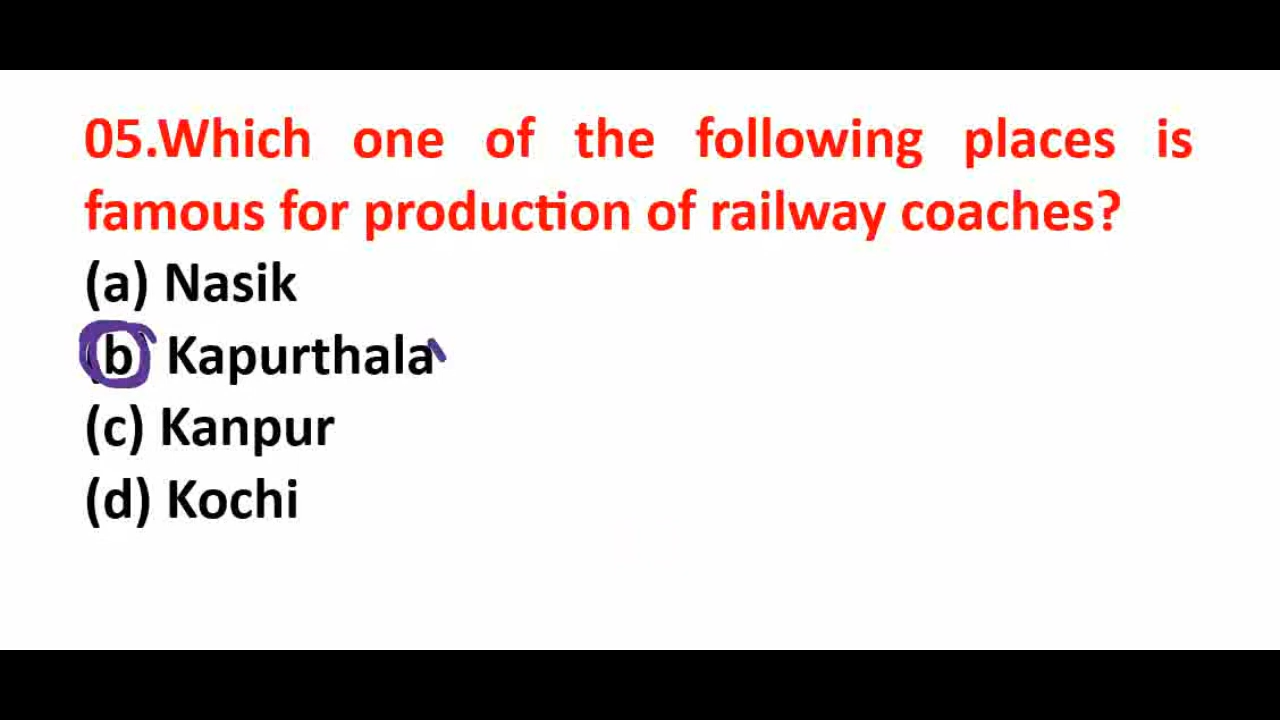 05.Which one of the following places is
famous for production of railway coaches?
(a) Nasik
(b) Kapurthala
(c) Kanpur
(d) Kochi